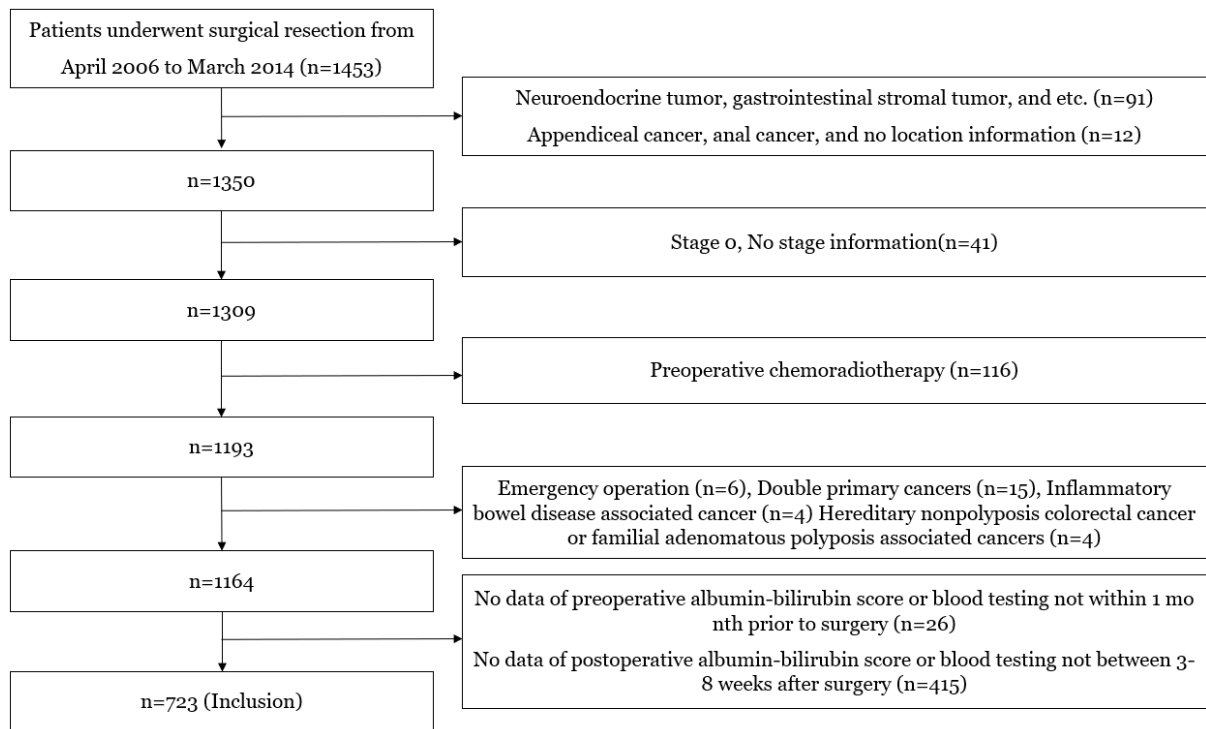 Patients underwent surgical resection from
April 2006 to March 2014 (n=1453)
Neuroendocrine tumor, gastrointestinal stromal tumor, and etc. (n=91)
Appendiceal cancer, anal cancer, and no location information (n=12)
n=1350
Stage 0, No stage information(n=41)
n=1309
Preoperative chemoradiotherapy (n=116)
n=1193
Emergency operation (n=6), Double primary cancers (n=15), Inflammatory
bowel disease associated cancer (n=4) Hereditary nonpolyposis colorectal cancer
or familial adenomatous polyposis associated cancers (n=4)
n=1164
No data of preoperative albumin-bilirubin score or blood testing not within 1 mo
nth prior to surgery (n=26)
No data of postoperative albumin-bilirubin score or blood testing not between 3-
8 weeks after surgery (n=415)
n=723 (Inclusion)